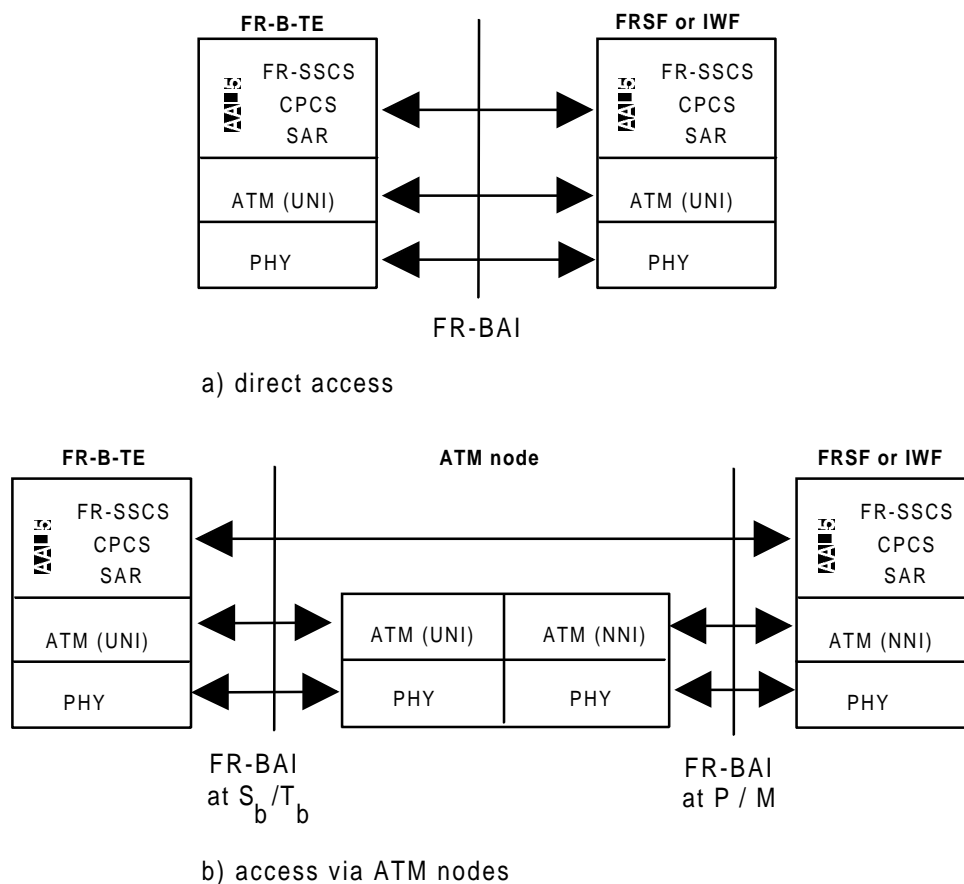 FR-B-TE
FRSF or IWF
AAL5
FR-SSCS
CPCS
SAR
AAL5
FR-SSCS
CPCS
SAR
ATM (UNI)
ATM (UNI)
PHY
PHY
FR-BAI
a) direct access
FR-B-TE
ATM node
FRSF or IWF
AAL5
FR-SSCS
CPCS
SAR
AAL5
FR-SSCS
CPCS
SAR
ATM (UNI)
ATM (UNI)
ATM (NNI)
ATM (NNI)
PHY
PHY
PHY
PHY
FR-BAI
at Sb/Tb
FR-BAI
at P / M
b) access via ATM nodes